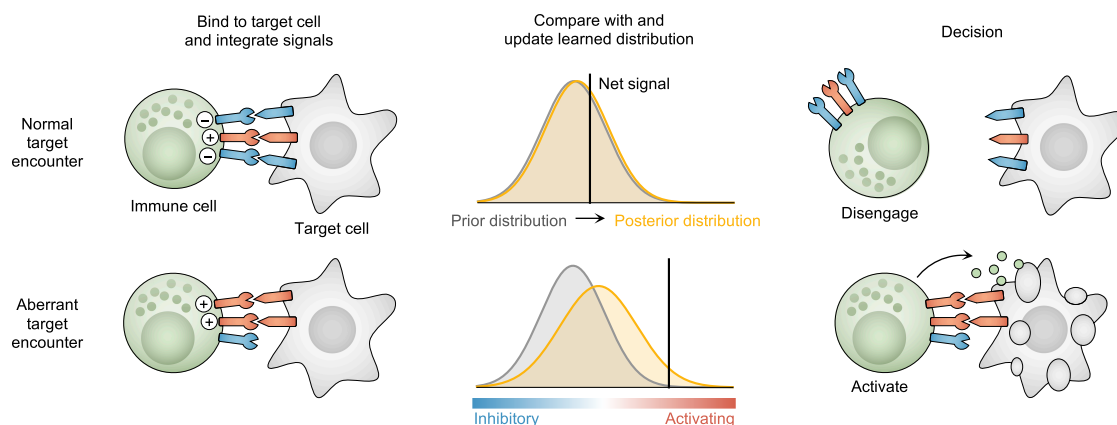 Bind to target cell
and integrate signals
Compare with and
update learned distribution
Decision
Normal
target
encounter
−
+
−
Immune cell
Target cell
Net signal
Prior distribution → Posterior distribution
Disengage
Aberrant
target
encounter
+
+
Inhibitory
Activating
Activate